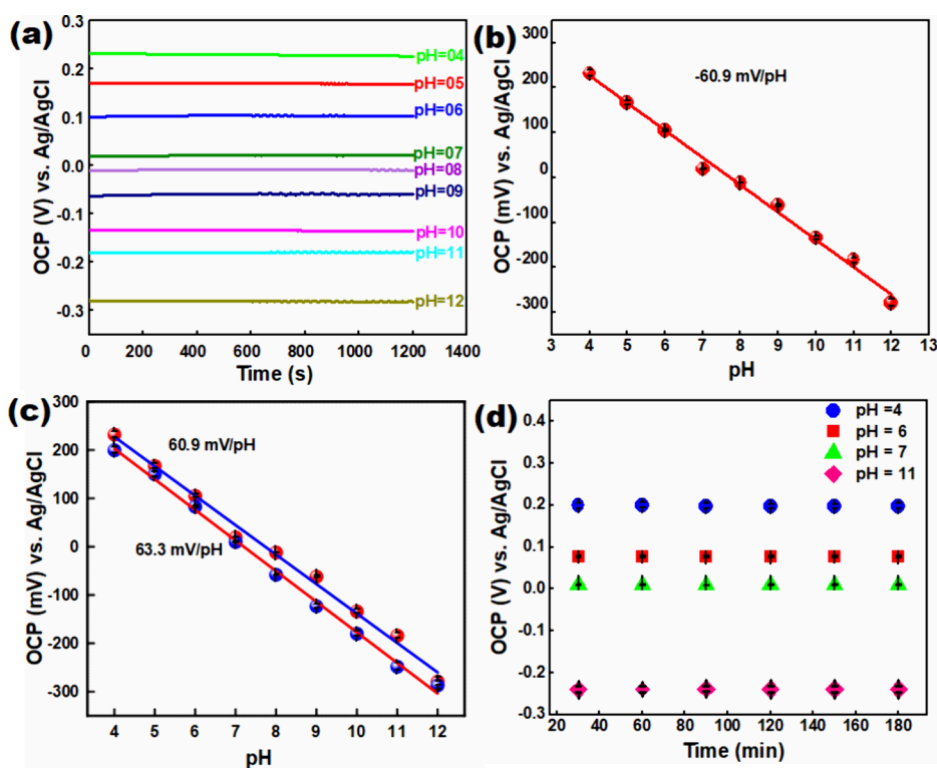 (a)
OCP (V) vs. Ag/AgCl
0.3
0.2
0.1
0.0
-0.1
-0.2
-0.3
pH=04
pH=05
pH=06
pH=07
pH=08
pH=09
pH=10
pH=11
pH=12
0 200 400 600 800 1000 1200 1400
Time (s)
(b)
OCP (mV) vs. Ag/AgCl
300
200
100
0
-100
-200
-300
-60.9 mV/pH
3 4 5 6 7 8 9 10 11 12 13
pH
(c)
OCP (mV) vs. Ag/AgCl
300
200
100
0
-100
-200
-300
60.9 mV/pH
63.3 mV/pH
4 5 6 7 8 9 10 11 12
pH
(d)
OCP (V) vs. Ag/AgCl
0.4
0.3
0.2
0.1
0.0
-0.1
-0.2
-0.3
pH =4
pH = 6
pH = 7
pH = 11
20 40 60 80 100 120 140 160 180
Time (min)